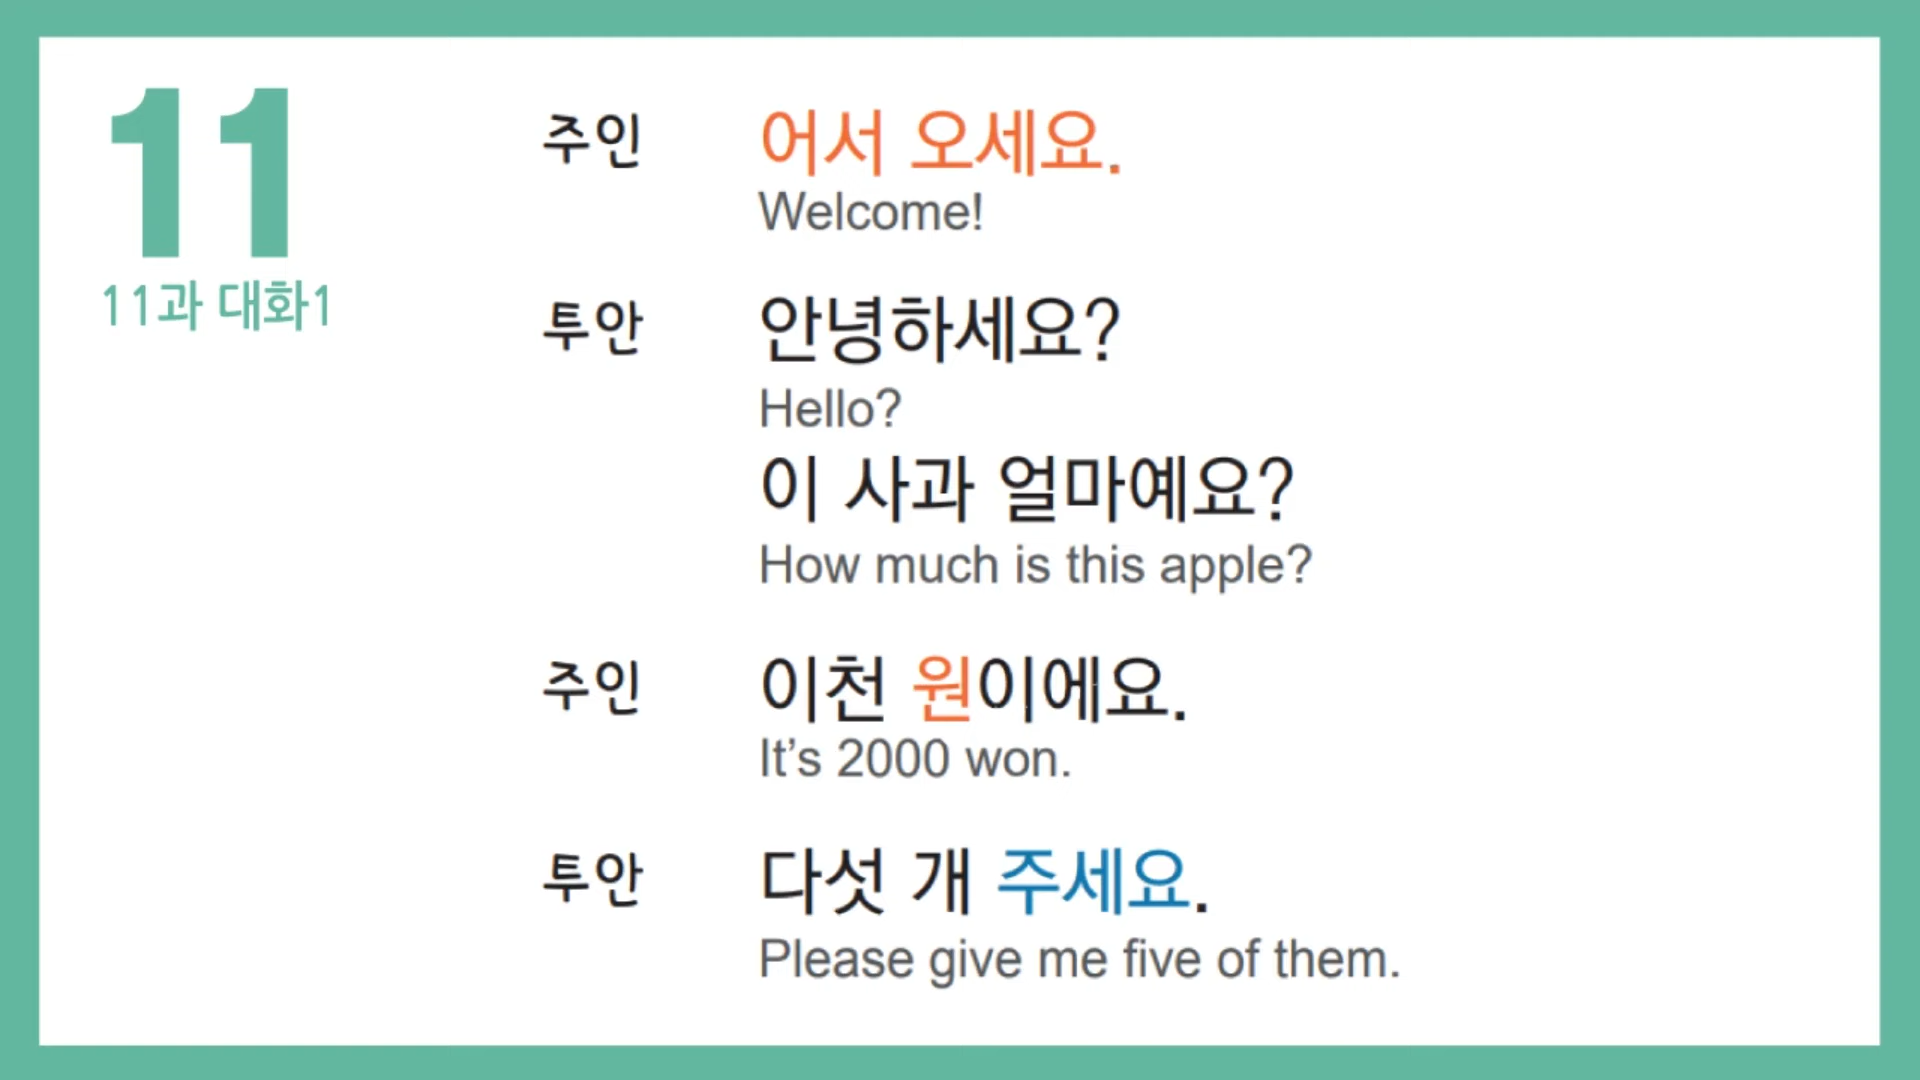 11
11과 대화1
주인 어서 오세요.
Welcome!
투안 안녕하세요?
Hello?
이 사과 얼마예요?
How much is this apple?
주인 이천 원이에요.
It’s 2000 won.
투안 다섯 개 주세요.
Please give me five of them.